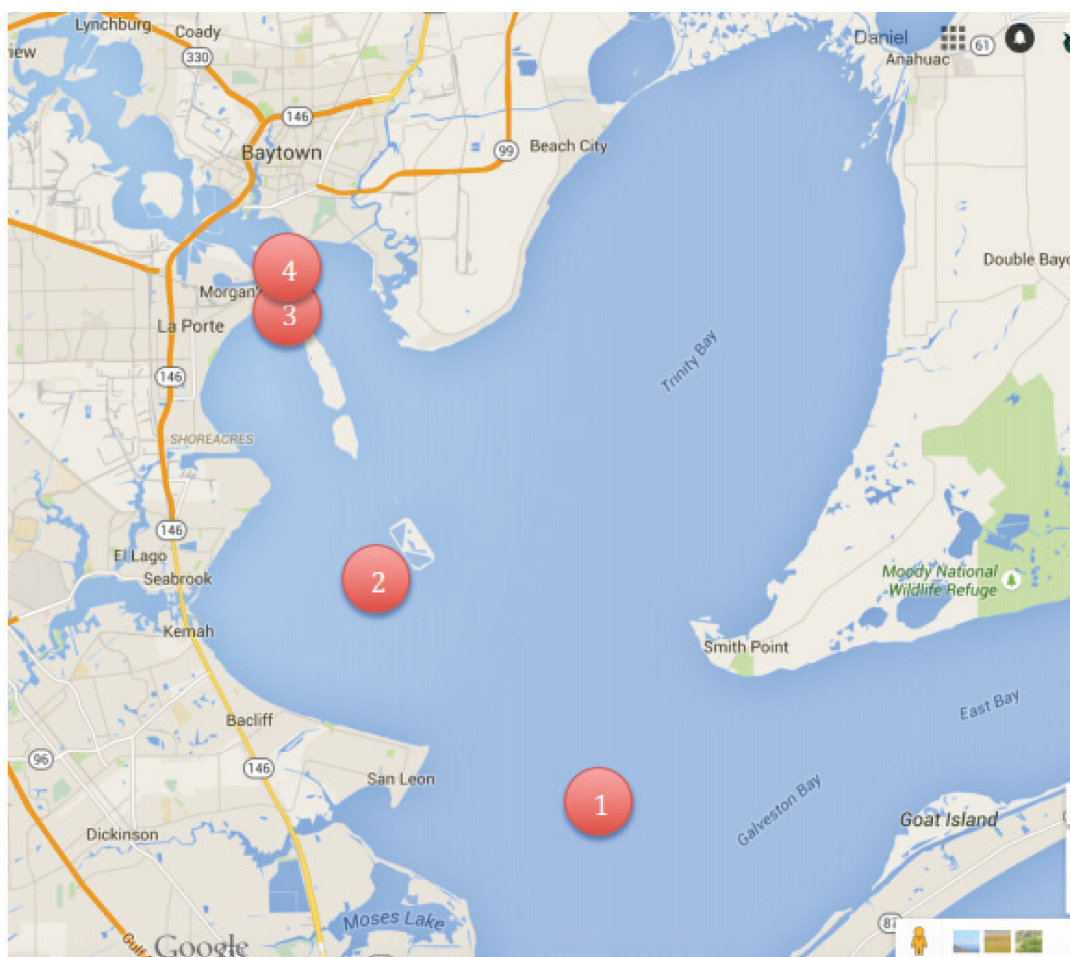 Lynchburg
Coady
Daniel
61
view
330
Anahuac
146
Baytown
99
Beach City
Double Bayo
4
Morgan's
3
La Porte
Trinity Bay
146
SHOREACRES
146
El Lago
Seabrook
2
Moody National
Wildlife Refuge
Kemah
Smith Point
East Bay
Bacliff
96
146
San Leon
1
Galveston Bay
Goat Island
Dickinson
Moses Lake
87
Gulf
Google